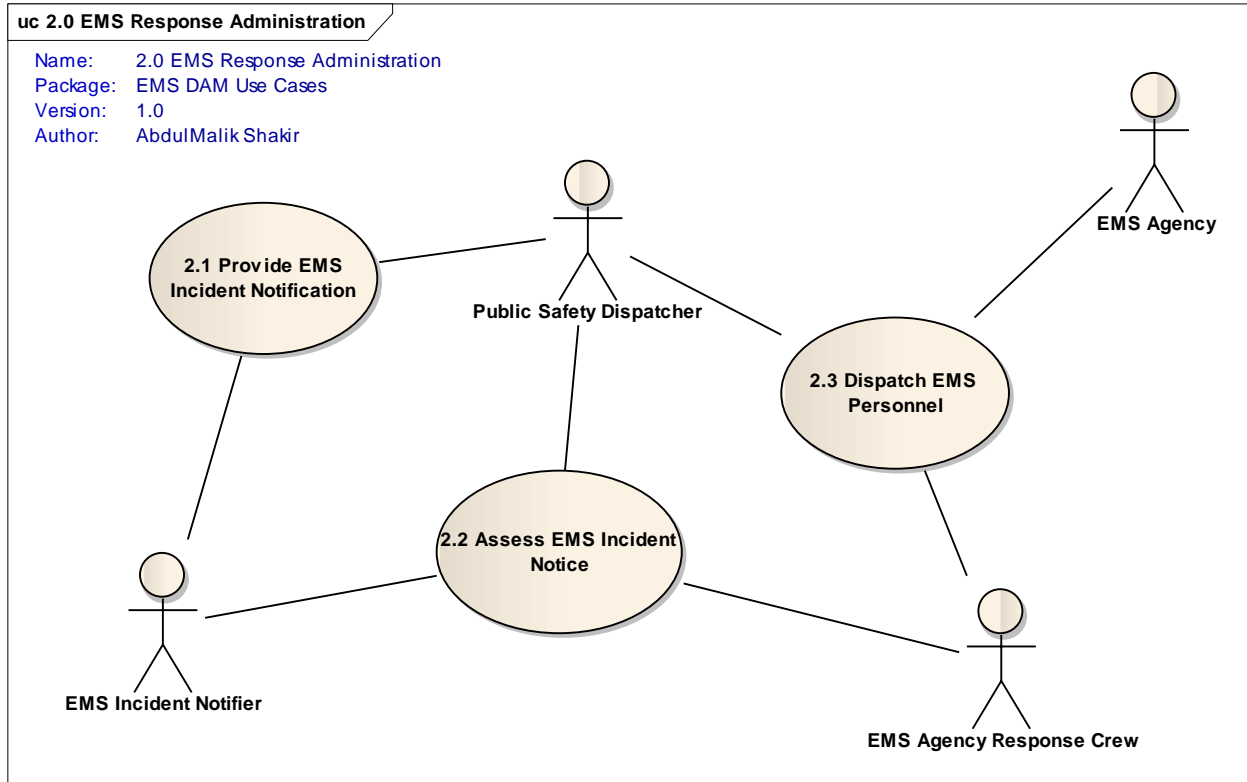 uc 2.0 EMS Response Administration
Name: 2.0 EMS Response Administration
Package: EMS DAM Use Cases
Version: 1.0
Author: AbdulMalik Shakir
EMS Agency
2.1 Provide EMS
Incident Notification
Public Safety Dispatcher
2.3 Dispatch EMS
Personnel
2.2 Assess EMS Incident
Notice
EMS Incident Notifier
EMS Agency Response Crew